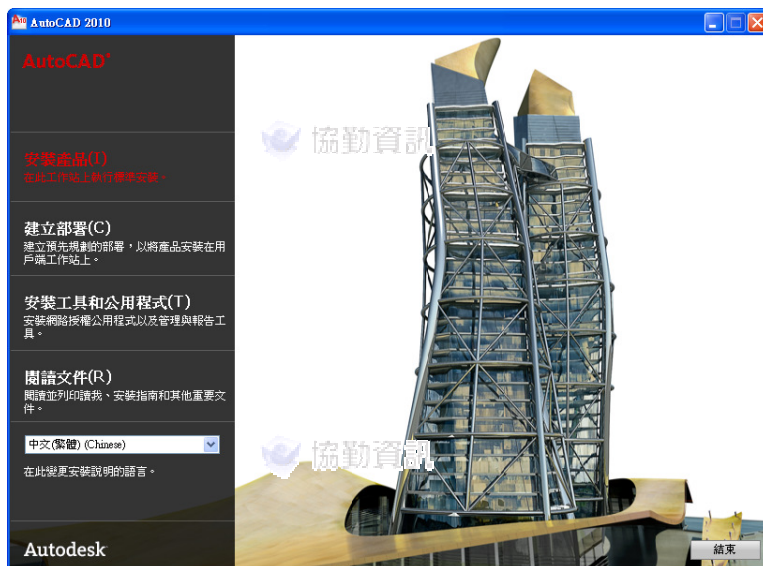 AutoCAD 2010
AutoCAD®
安裝產品(I)
在此工作站上執行標準安裝。
建立部署(C)
建立預先規劃的部署，以將產品安裝在用
戶端工作站上。
安裝工具和公用程式(T)
安裝網路授權公用程式以及管理與報告工
具。
閱讀文件(R)
閱讀並列印讀我、安裝指南和其他重要文
件。
中文(繁體) (Chinese)
在此變更安裝說明的語言。
Autodesk
協勤資訊
協勤資訊
結束